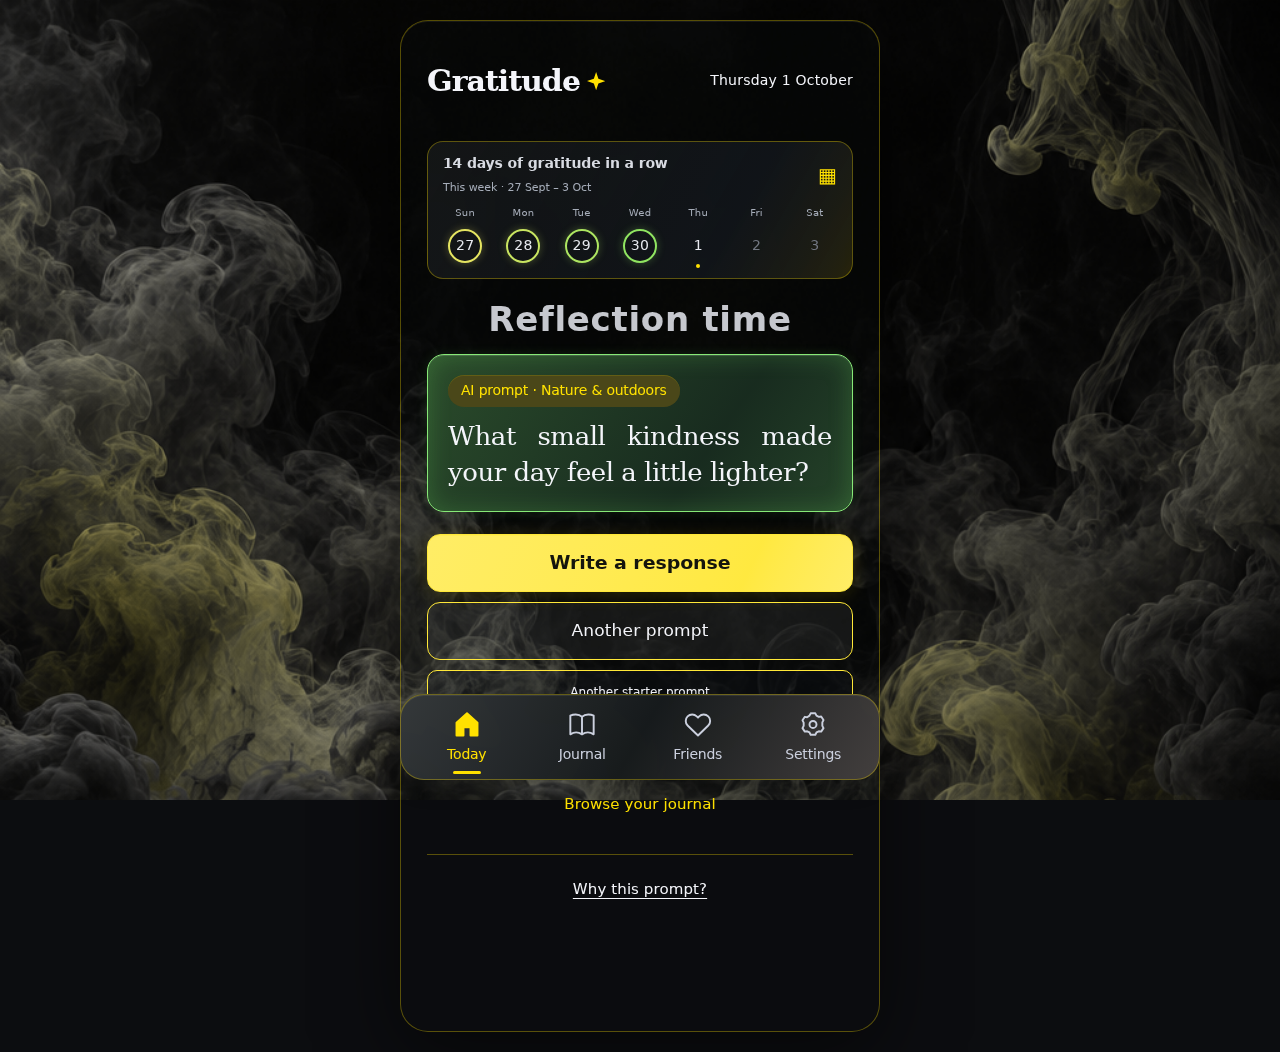 Gratitude
Thursday 1 October
14 days of gratitude in a row
This week · 27 Sept – 3 Oct
Sun Mon Tue Wed Thu Fri Sat
27 28 29 30 1 2 3
Reflection time
AI prompt · Nature & outdoors
What small kindness made
your day feel a little lighter?
Write a response
Another prompt
Another starter prompt
Today Journal Friends Settings
Browse your journal
Why this prompt?